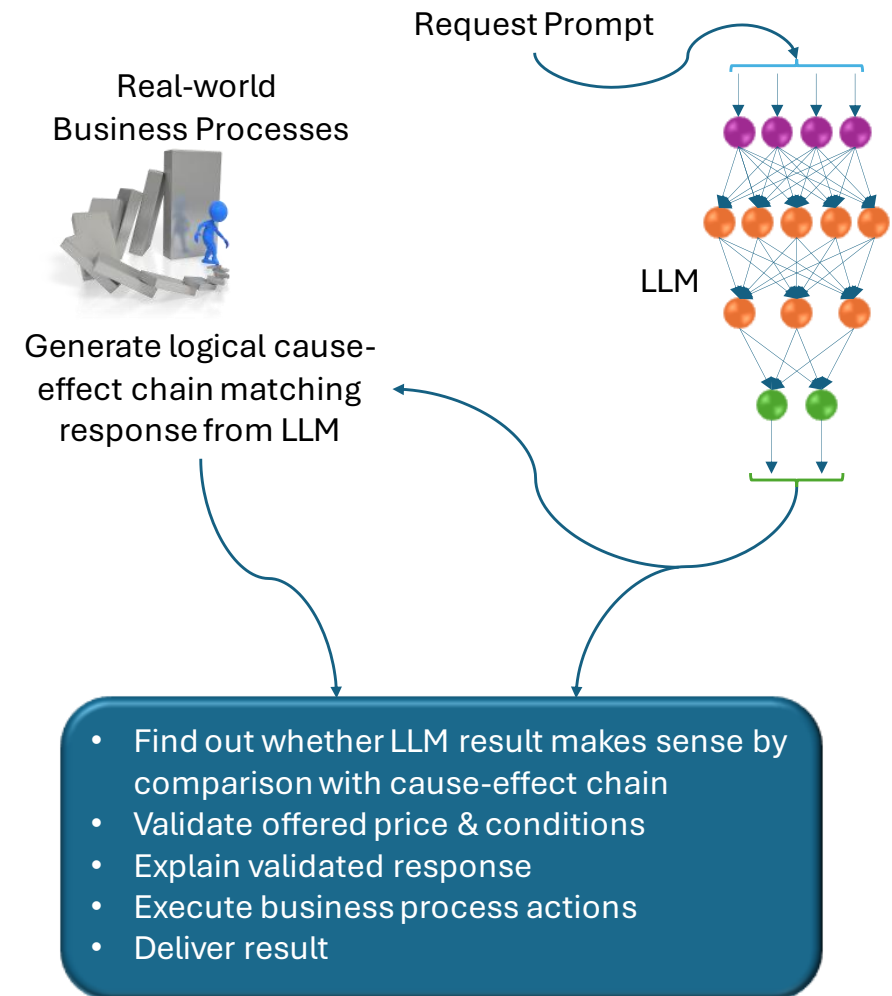 Request Prompt
Real-world
Business Processes
LLM
Generate logical cause-
effect chain matching
response from LLM
• Find out whether LLM result makes sense by
comparison with cause-effect chain
• Validate offered price & conditions
• Explain validated response
• Execute business process actions
• Deliver result